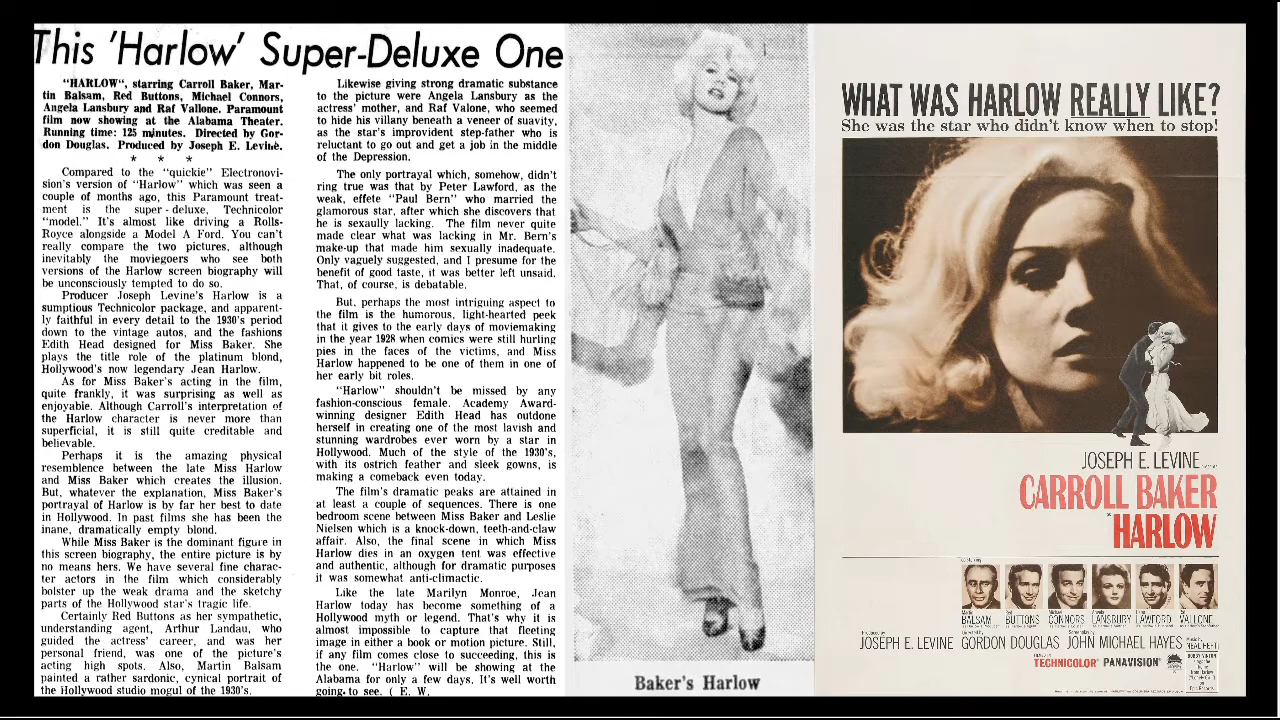 This 'Harlow' Super-Deluxe One
"HARLOW", starring Carroll Baker, Mar-
tin Balsam, Red Buttons, Michael Connors,
Angela Lansbury and Raf Vallone. Paramount
film now showing at the Alabama Theater.
Running time: 125 minutes. Directed by Gor-
don Douglas. Produced by Joseph E. Levine.
* * *
Compared to the "quickie" Electronovi-
sion's version of "Harlow" which was seen a
couple of months ago, this Paramount treat-
ment is the super-deluxe, Technicolor
"model." It's almost like driving a Rolls-
Royce alongside a Model A Ford. You can't
really compare the two pictures, although
inevitably the moviegoers who see both
versions of the Harlow screen biography will
be unconsciously tempted to do so.
Producer Joseph Levine's Harlow is a
sumptious Technicolor package, and apparent-
ly faithful in every detail to the 1930's period
down to the vintage autos, and the fashions
Edith Head designed for Miss Baker. She
plays the title role of the platinum blond,
Hollywood's now legendary Jean Harlow.
As for Miss Baker's acting in the film,
quite frankly, it was surprising as well as
enjoyable. Although Carroll's interpretation of
the Harlow character is never more than
superficial, it is still quite creditable and
believable.
Perhaps it is the amazing physical
resemblance between the late Miss Harlow
and Miss Baker which creates the illusion.
But, whatever the explanation, Miss Baker's
portrayal of Harlow is by far her best to date
in Hollywood. In past films she has been the
inane, dramatically empty blond.
While Miss Baker is the dominant figure in
this screen biography, the entire picture is by
no means hers. We have several fine charac-
ter actors in the film which considerably
bolster up the weak drama and the sketchy
parts of the Hollywood star's tragic life.
Certainly Red Buttons as her sympathetic,
understanding agent, Arthur Landau, who
guided the actress' career, and was her
personal friend, was one of the picture's
acting high spots. Also, Martin Balsam
painted a rather sardonic, cynical portrait of
the Hollywood studio mogul of the 1930's.
Likewise giving strong dramatic substance
to the picture were Angela Lansbury as the
actress' mother, and Raf Valone, who seemed
to hide his villany beneath a veneer of suavity,
as the star's improvident step-father who is
reluctant to go out and get a job in the middle
of the Depression.
The only portrayal which, somehow, didn't
ring true was that by Peter Lawford, as the
weak, effete "Paul Bern" who married the
glamorous star, after which she discovers that
he is sexaully lacking. The film never quite
made clear what was lacking in Mr. Bern's
make-up that made him sexually inadequate.
Only vaguely suggested, and I presume for the
benefit of good taste, it was better left unsaid.
That, of course, is debatable.
But, perhaps the most intriguing aspect to
the film is the humorous, light-hearted peek
that it gives to the early days of moviemaking
in the year 1928 when comics were still hurling
pies in the faces of the victims, and Miss
Harlow happened to be one of them in one of
her early bit roles.
"Harlow" shouldn't be missed by any
fashion-conscious female. Academy Award-
winning designer Edith Head has outdone
herself in creating one of the most lavish and
stunning wardrobes ever worn by a star in
Hollywood. Much of the style of the 1930's,
with its ostrich feather and sleek gowns, is
making a comeback even today.
The film's dramatic peaks are attained in
at least a couple of sequences. There is one
bedroom scene between Miss Baker and Leslie
Nielsen which is a knock-down, teeth-and-claw
affair. Also, the final scene in which Miss
Harlow dies in an oxygen tent was effective
and authentic, although for dramatic purposes
it was somewhat anti-climactic.
Like the late Marilyn Monroe, Jean
Harlow today has become something of a
Hollywood myth or legend. That's why it is
almost impossible to capture that fleeting
image in either a book or motion picture. Still,
if any film comes close to succeeding, this is
the one. "Harlow" will be showing at the
Alabama for only a few days. It's well worth
going to see. ( E. W.
Baker's Harlow
WHAT WAS HARLOW REALLY LIKE?
She was the star who didn't know when to stop!
JOSEPH E. LEVINE
CARROLL BAKER
HARLOW
Martin BALSAM
Red BUTTONS
Michael CONNORS
Angela LANSBURY
Peter LAWFORD
Raf VALLONE
Produced by JOSEPH E. LEVINE Directed by GORDON DOUGLAS Screenplay by JOHN MICHAEL HAYES Music by NEAL HEFTI
TECHNICOLOR PANAVISION
BOBBY VINTON